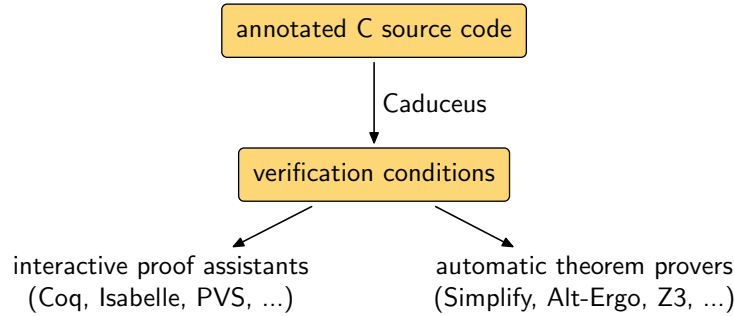 annotated C source code
Caduceus
verification conditions
interactive proof assistants
(Coq, Isabelle, PVS, ...)
automatic theorem provers
(Simplify, Alt-Ergo, Z3, ...)